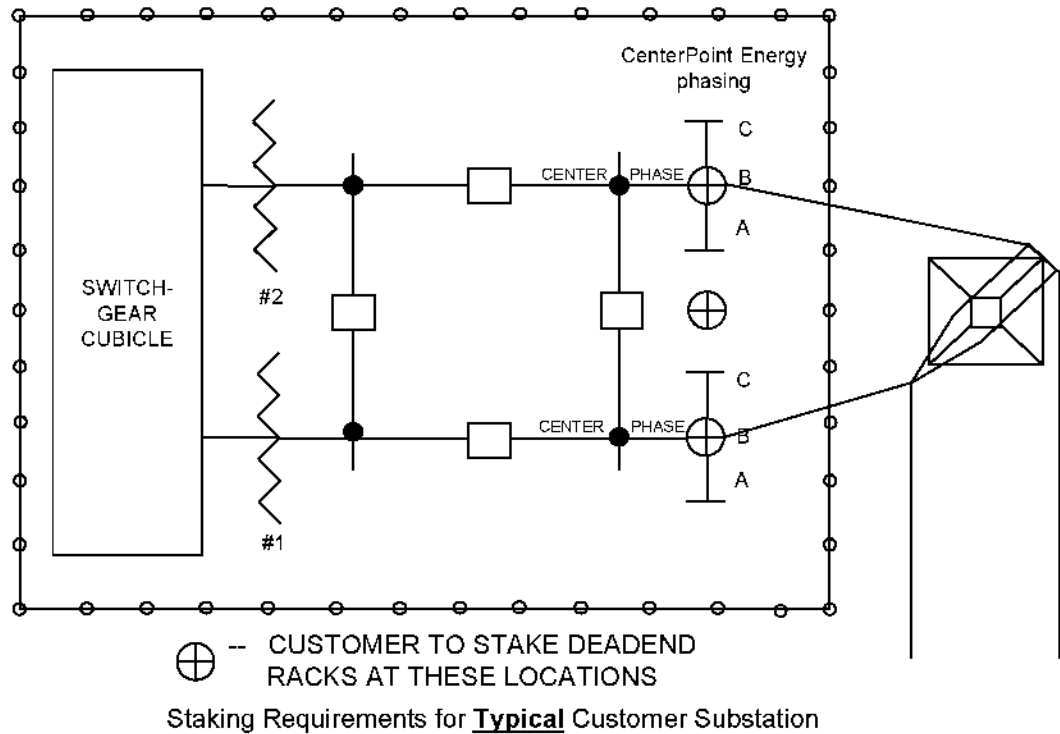 CenterPoint Energy
phasing
C
CENTER PHASE B
A
#2
SWITCH-
GEAR
CUBICLE
C
CENTER PHASE B
A
#1
-- CUSTOMER TO STAKE DEADEND
RACKS AT THESE LOCATIONS
Staking Requirements for Typical Customer Substation